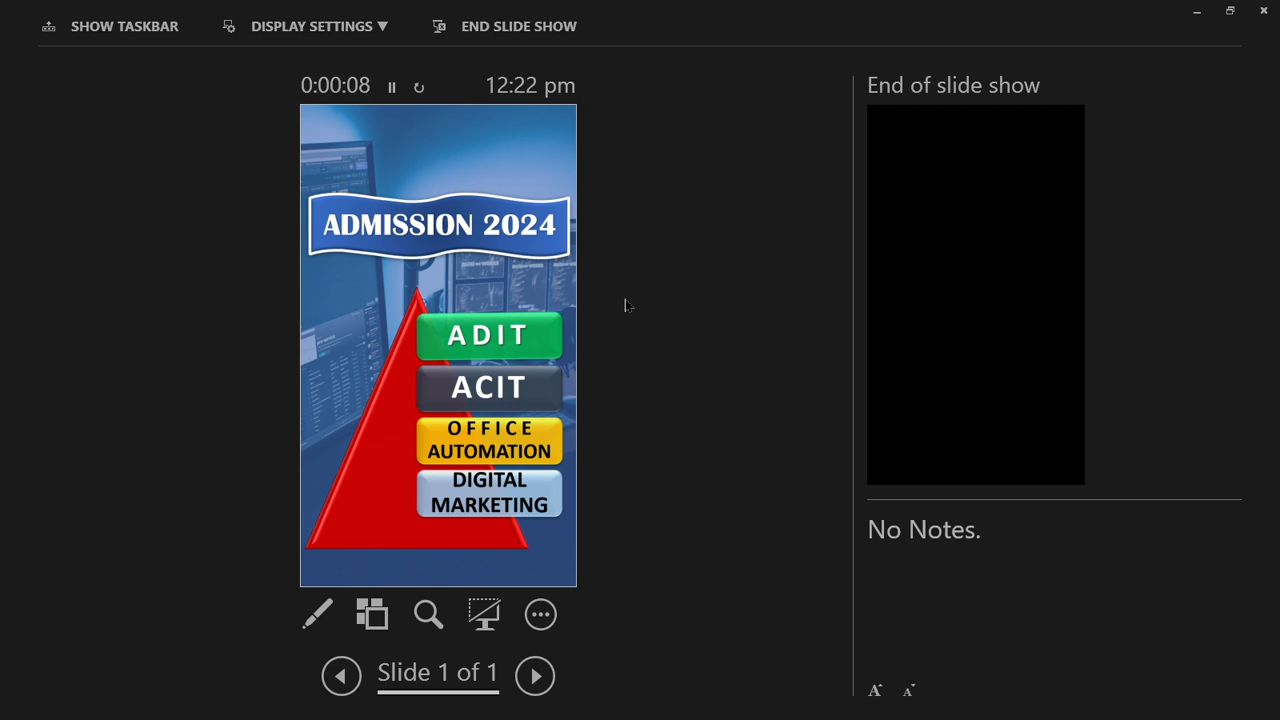 SHOW TASKBAR
DISPLAY SETTINGS ▼
END SLIDE SHOW
0:00:08
12:22 pm
End of slide show
ADMISSION 2024
ADIT
ACIT
OFFICE
AUTOMATION
DIGITAL
MARKETING
No Notes.
Slide 1 of 1
A A